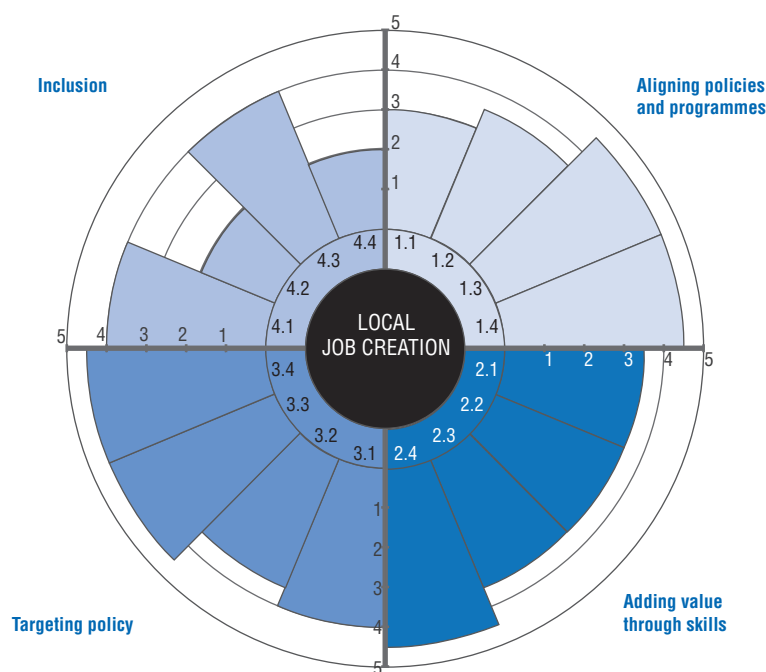 5
Inclusion
Aligning policies
and programmes
4
3
2
1
4.4 1.1
4.3 1.2
4.2 1.3
4.1 1.4
LOCAL
JOB CREATION
5 4 3 2 1
1 2 3 4 5
3.4 2.1
3.3 2.2
3.2 2.3
3.1 2.4
1
2
3
4
5
Targeting policy
Adding value
through skills